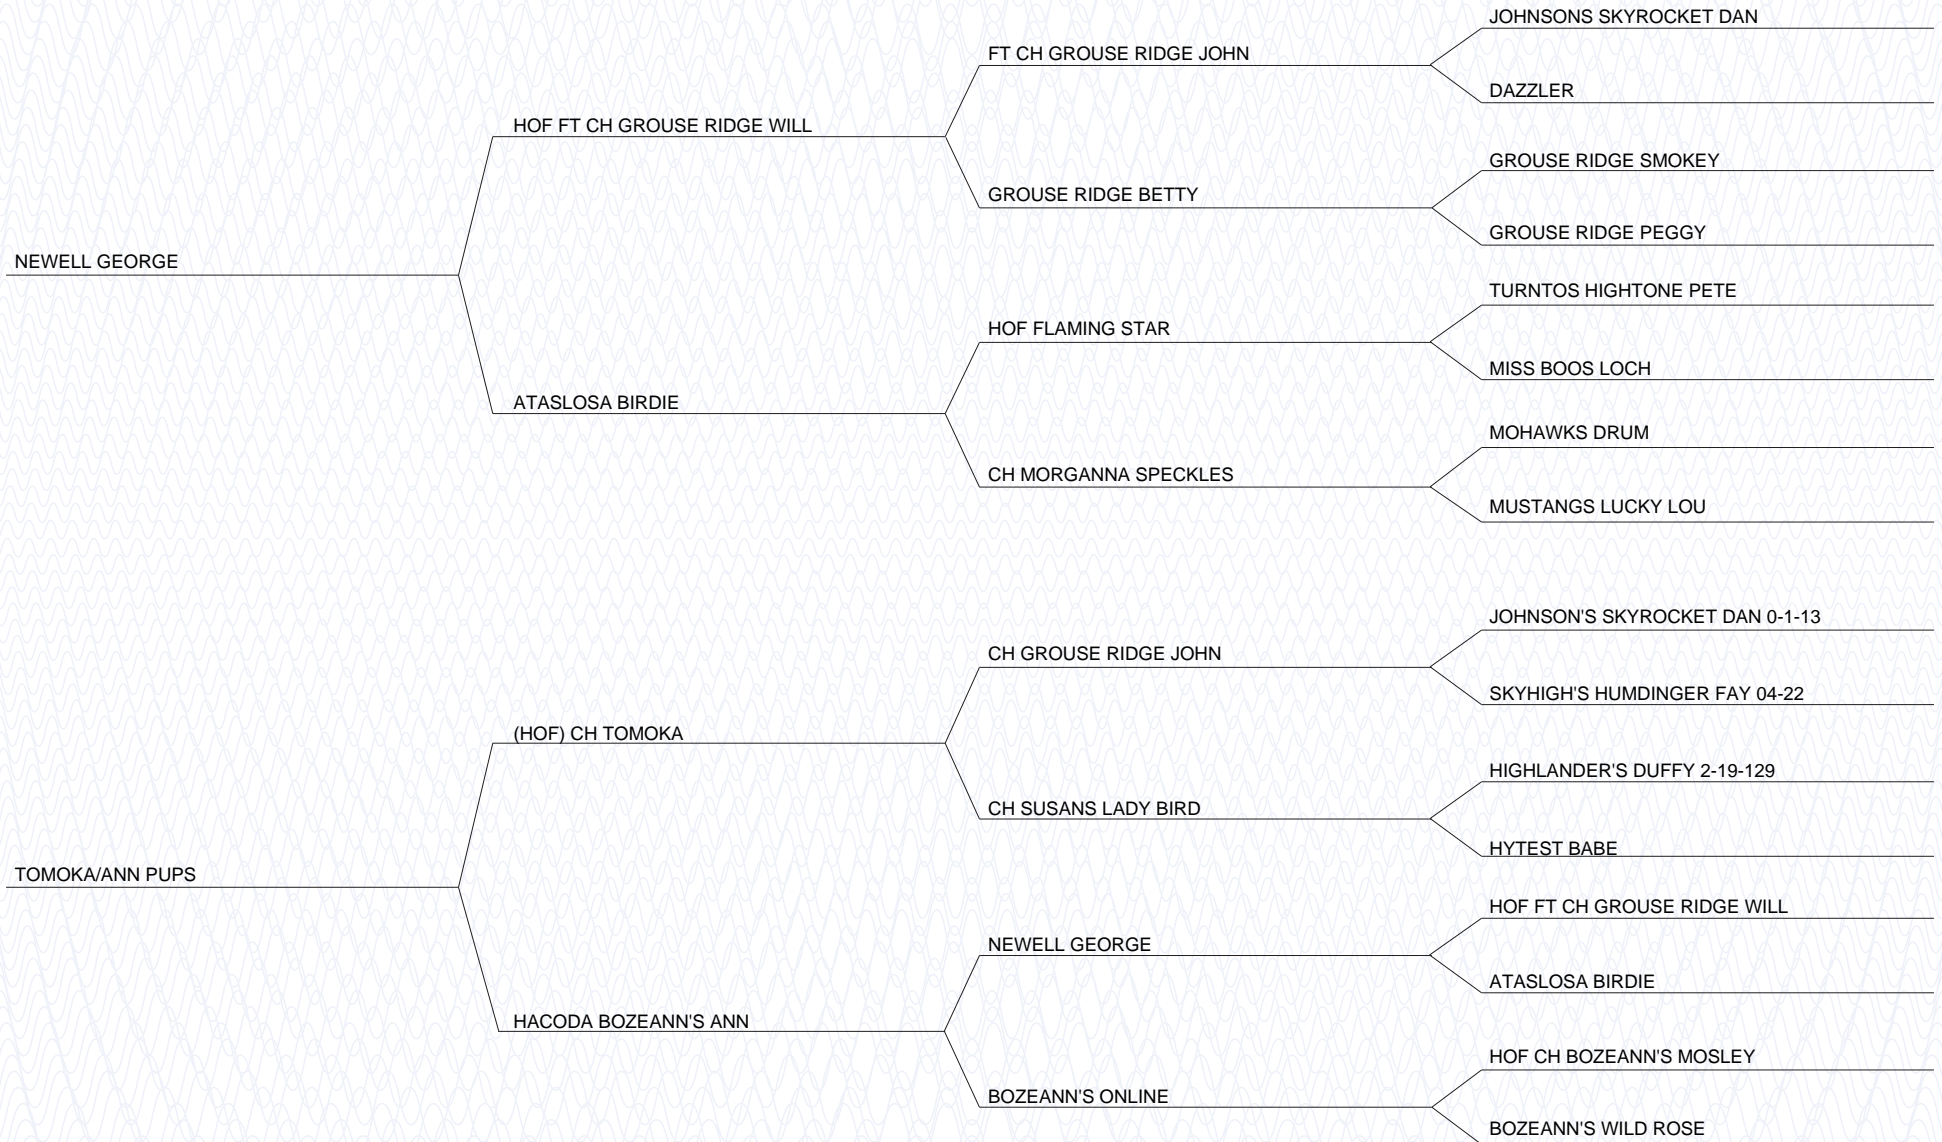 JOHNSONS SKYROCKET DAN
FT CH GROUSE RIDGE JOHN
DAZZLER
HOF FT CH GROUSE RIDGE WILL
GROUSE RIDGE SMOKEY
GROUSE RIDGE BETTY
GROUSE RIDGE PEGGY
NEWELL GEORGE
TURNTOS HIGHTONE PETE
HOF FLAMING STAR
MISS BOOS LOCH
ATASLOSA BIRDIE
MOHAWKS DRUM
CH MORGANNA SPECKLES
MUSTANGS LUCKY LOU
JOHNSON'S SKYROCKET DAN 0-1-13
CH GROUSE RIDGE JOHN
SKYHIGH'S HUMDINGER FAY 04-22
(HOF) CH TOMOKA
HIGHLANDER'S DUFFY 2-19-129
CH SUSANS LADY BIRD
HYTEST BABE
TOMOKA/ANN PUPS
HOF FT CH GROUSE RIDGE WILL
NEWELL GEORGE
ATASLOSA BIRDIE
HACODA BOZEANN'S ANN
HOF CH BOZEANN'S MOSLEY
BOZEANN'S ONLINE
BOZEANN'S WILD ROSE